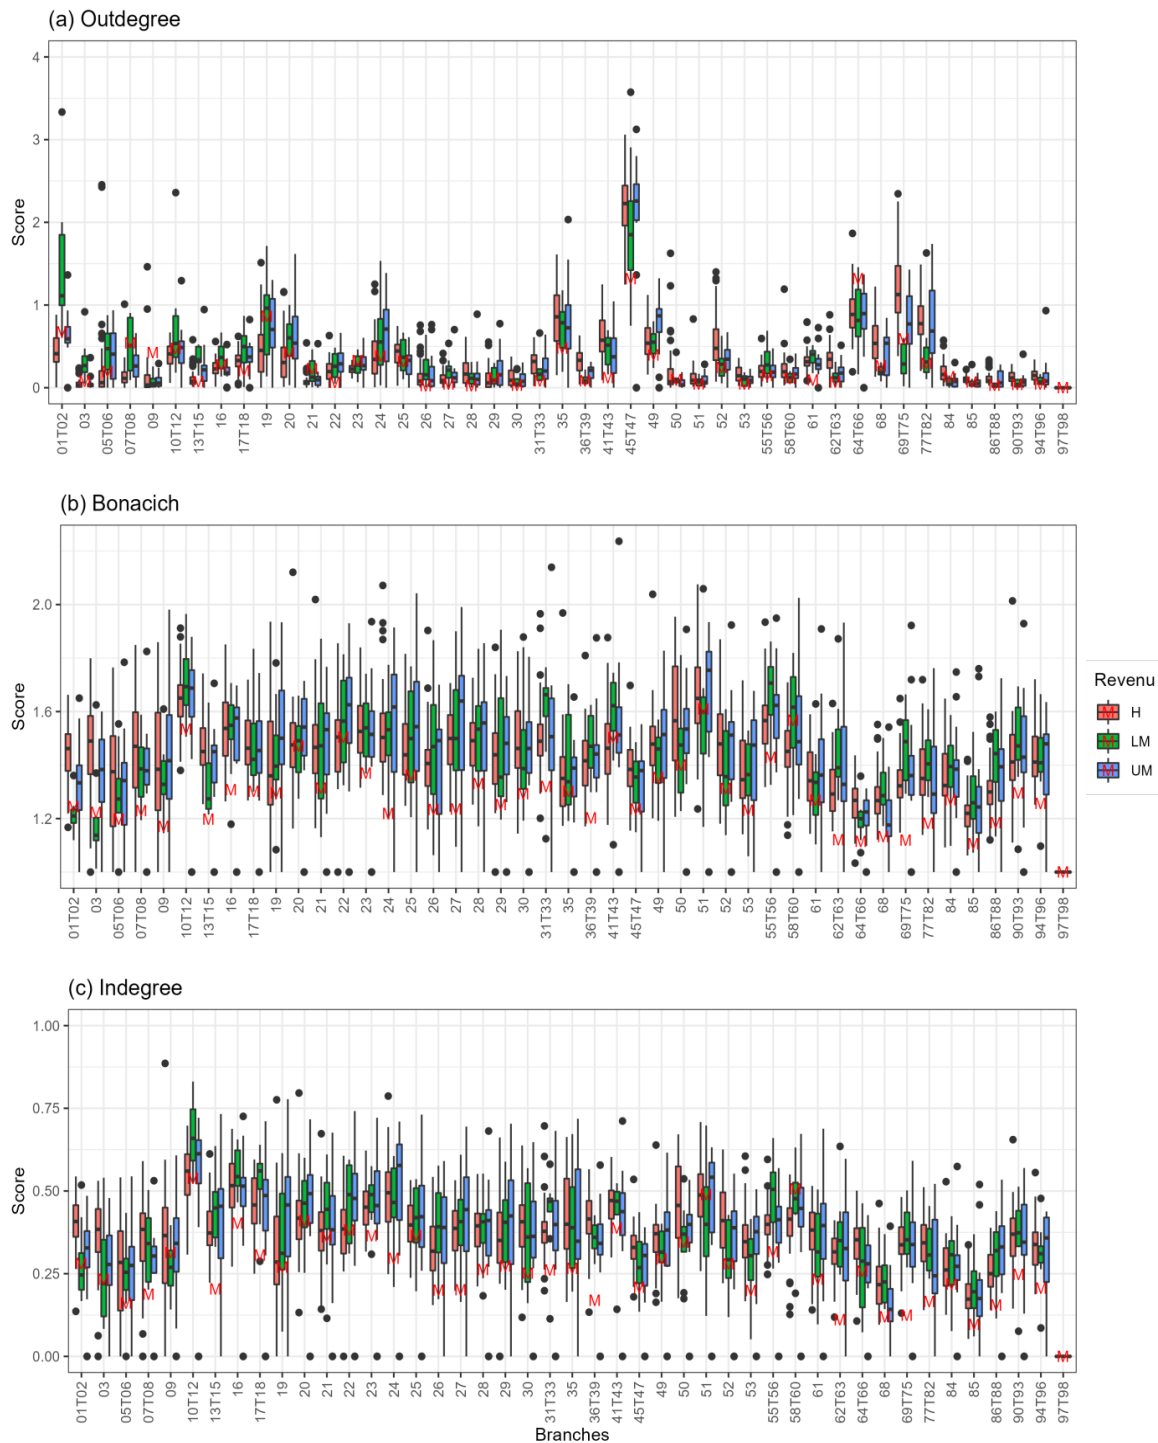 (a) Outdegree
4
3
2
1
0
Score
01T02 03 05T06 07T08 09 10T12 13T15 16 17T18 19 20 21 22 23 24 25 26 27 28 29 30 31T33 35 36T39 41T43 45T47 49 50 51 52 53 55T56 58T60 61 62T63 64T66 68 69T75 77T82 84 85 86T88 90T93 94T96 97T98
(b) Bonacich
2.0
1.6
1.2
Score
01T02 03 05T06 07T08 09 10T12 13T15 16 17T18 19 20 21 22 23 24 25 26 27 28 29 30 31T33 35 36T39 41T43 45T47 49 50 51 52 53 55T56 58T60 61 62T63 64T66 68 69T75 77T82 84 85 86T88 90T93 94T96 97T98
Revenu
H
LM
UM
(c) Indegree
1.00
0.75
0.50
0.25
0.00
Score
01T02 03 05T06 07T08 09 10T12 13T15 16 17T18 19 20 21 22 23 24 25 26 27 28 29 30 31T33 35 36T39 41T43 45T47 49 50 51 52 53 55T56 58T60 61 62T63 64T66 68 69T75 77T82 84 85 86T88 90T93 94T96 97T98
Branches